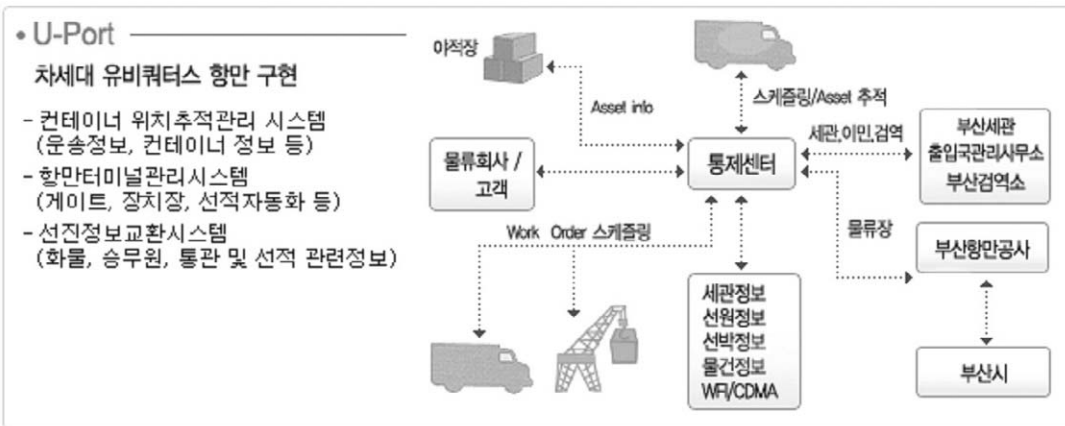 • U-Port
차세대 유비쿼터스 항만 구현
- 컨테이너 위치추적관리 시스템
(운송정보, 컨테이너 정보 등)
- 항만터미널관리시스템
(게이트, 장치장, 선적자동화 등)
- 선진정보교환시스템
(화물, 승무원, 통관 및 선적 관련정보)
야적장
Asset info
스케즐링/Asset 추적
물류회사 /
고객
통제센터
세관,이민,검역
부산세관
출입국관리사무소
부산검역소
Work Order 스케즐링
물류장
부산항만공사
세관정보
선원정보
선박정보
물건정보
WFI/CDMA
부산시